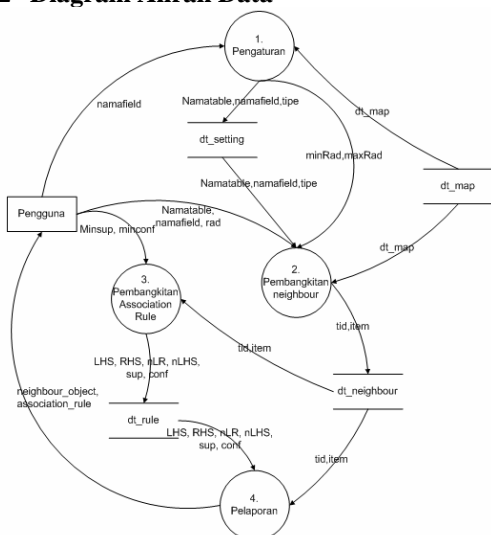 2 Diagram Aliran Data
1.
Pengaturan
namafield
Namatable,namafield,tipe
dt_map
dt_setting
minRad,maxRad
Namatable,namafield,tipe
dt_map
Pengguna
Namatable,
namafield, rad
Minsup, minconf
dt_map
2.
Pembangkitan
neighbour
3.
Pembangkitan
Association
Rule
tid,item
tid,item
LHS, RHS, nLR, nLHS,
sup, conf
dt_neighbour
neighbour_object,
association_rule
dt_rule
LHS, RHS, nLR, nLHS,
sup, conf
tid,item
4.
Pelaporan